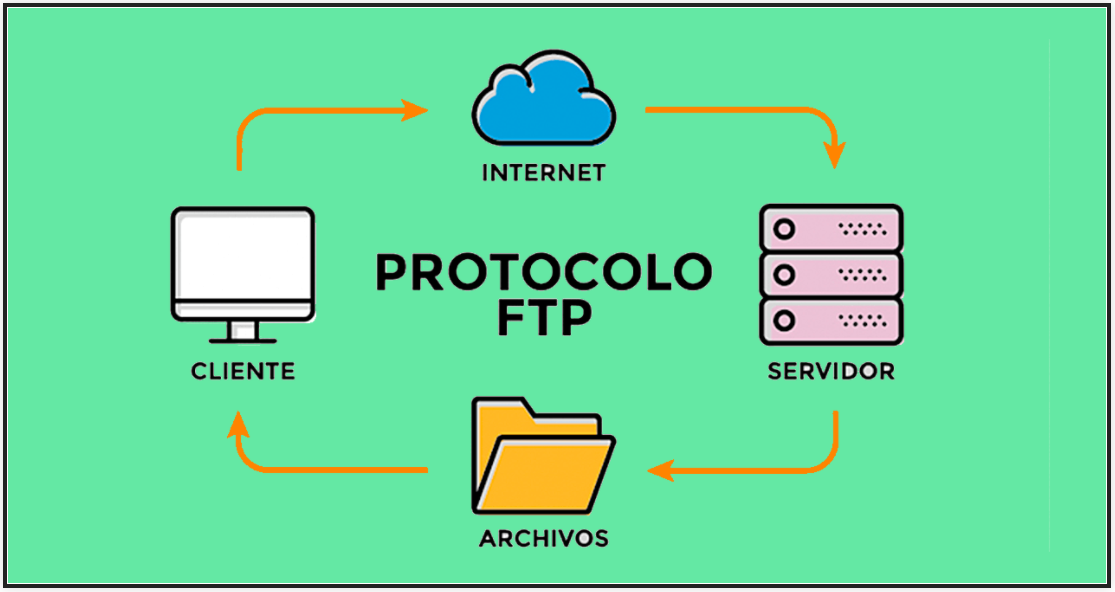 INTERNET
PROTOCOLO
FTP
CLIENTE
SERVIDOR
ARCHIVOS